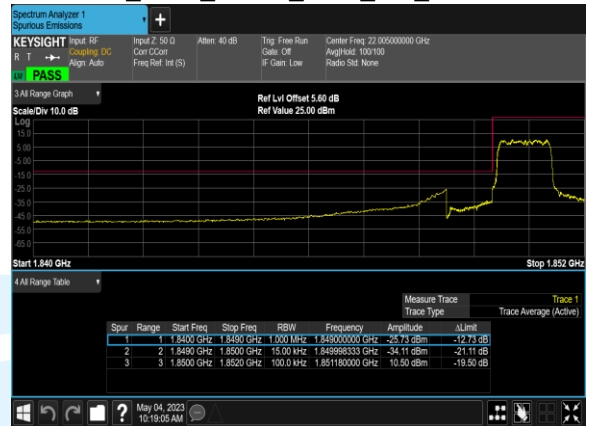 Spectrum Analyzer 1
Spurious Emissions
KEYSIGHT Input: RF Input Z: 50 Ω Atten: 40 dB Trig: Free Run Center Freq: 22.005000000 GHz
R T Coupling: DC Corr CCorr Gate: Off Avg|Hold: 100/100
Align: Auto Freq Ref: Int (S) IF Gain: Low Radio Std: None
PASS
3 All Range Graph
Ref Lvl Offset 5.60 dB
Scale/Div 10.0 dB Ref Value 25.00 dBm
Log
15.0
5.00
-5.00
-15.0
-25.0
-35.0
-45.0
-55.0
-65.0
Start 1.840 GHz Stop 1.852 GHz
4 All Range Table
Measure Trace Trace 1
Trace Type Trace Average (Active)
Spur Range Start Freq Stop Freq RBW Frequency Amplitude ΔLimit
1 1 1.8400 GHz 1.8490 GHz 1.000 MHz 1.849000000 GHz -25.73 dBm -12.73 dB
2 2 1.8490 GHz 1.8500 GHz 15.00 kHz 1.849998333 GHz -34.11 dBm -21.11 dB
3 3 1.8500 GHz 1.8520 GHz 100.0 kHz 1.851180000 GHz 10.50 dBm -19.50 dB
?
May 04, 2023
10:19:05 AM